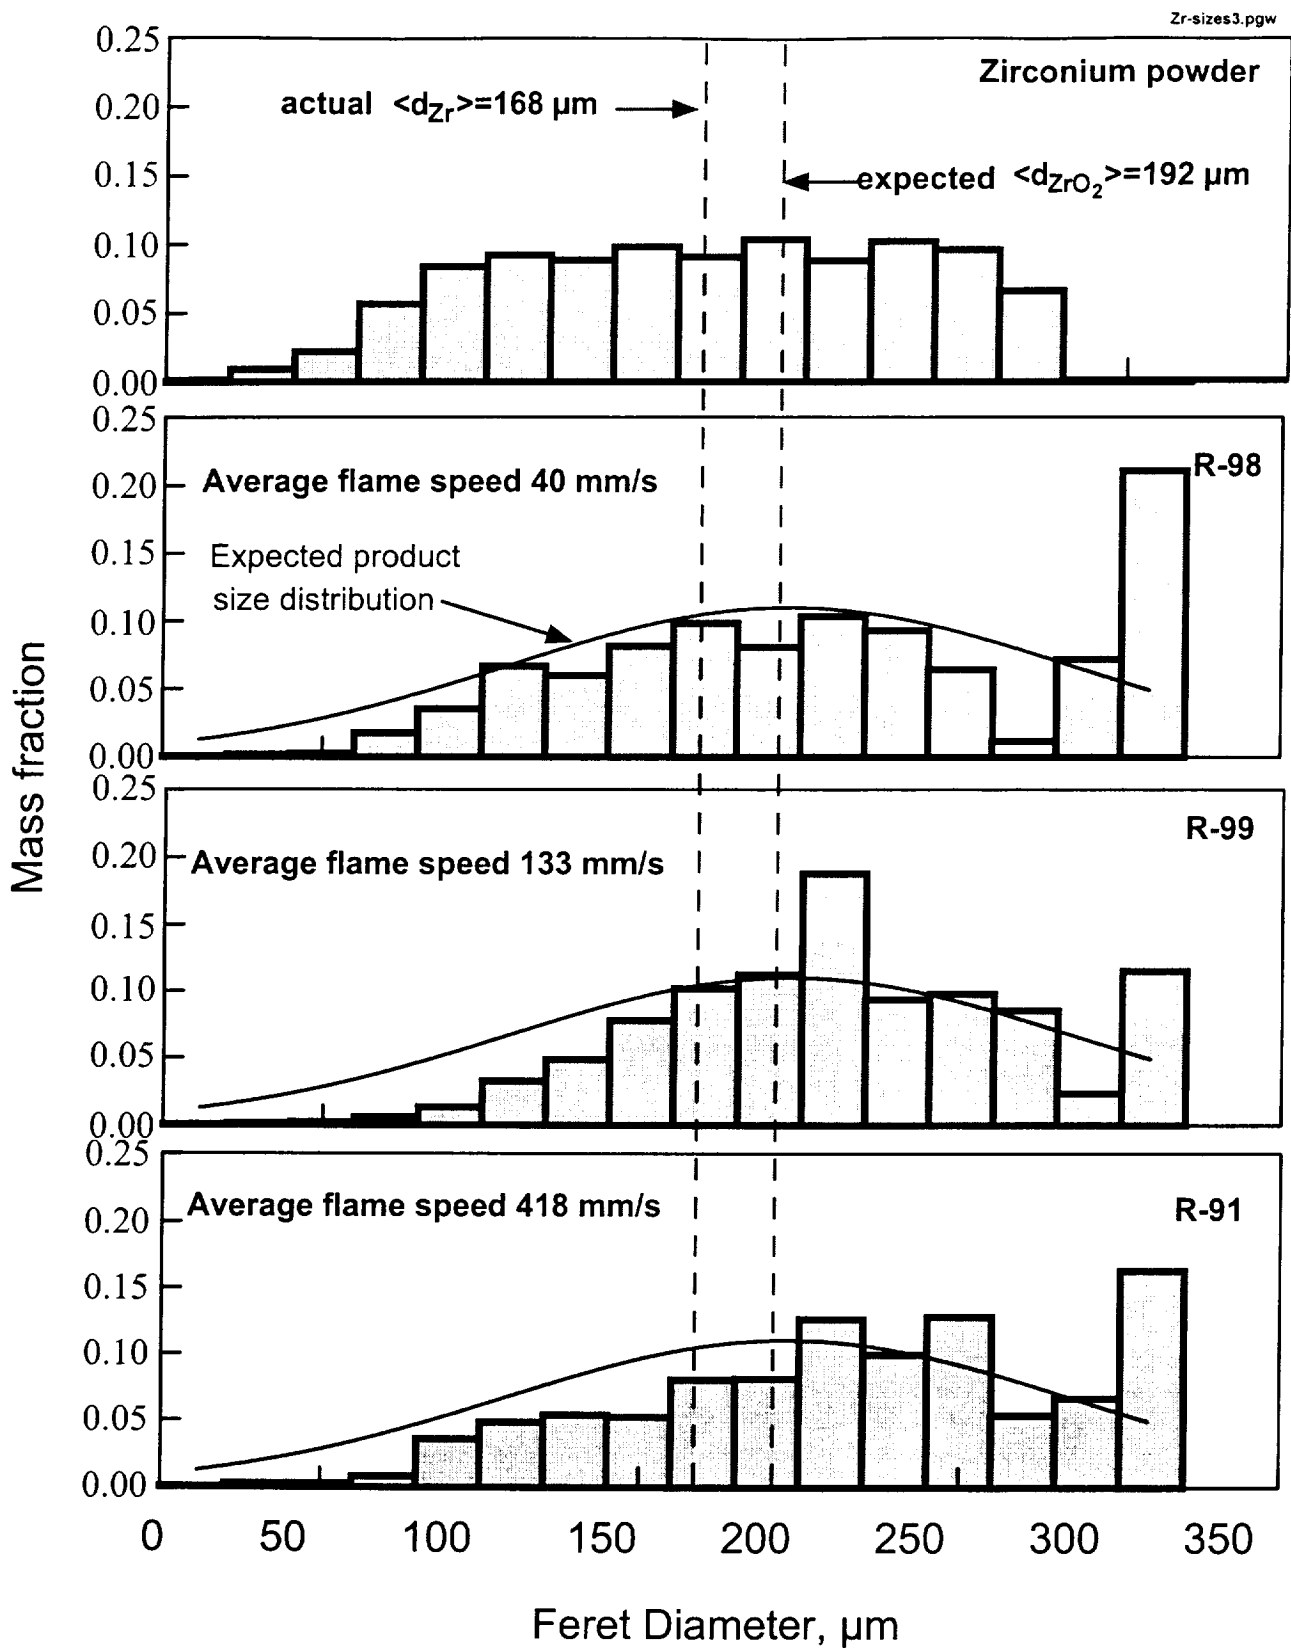 Zr-sizes3.pgw
0.25
Zirconium powder
actual <dZr>=168 µm
0.20
0.15
expected <dZrO2>=192 µm
0.10
0.05
0.00
0.25
R-98
0.20
Average flame speed 40 mm/s
0.15
Expected product
size distribution
0.10
0.05
0.00
0.25
R-99
0.20
Average flame speed 133 mm/s
0.15
0.10
0.05
0.00
0.25
Average flame speed 418 mm/s
R-91
0.20
0.15
0.10
0.05
0.00
Mass fraction
0 50 100 150 200 250 300 350
Feret Diameter, µm